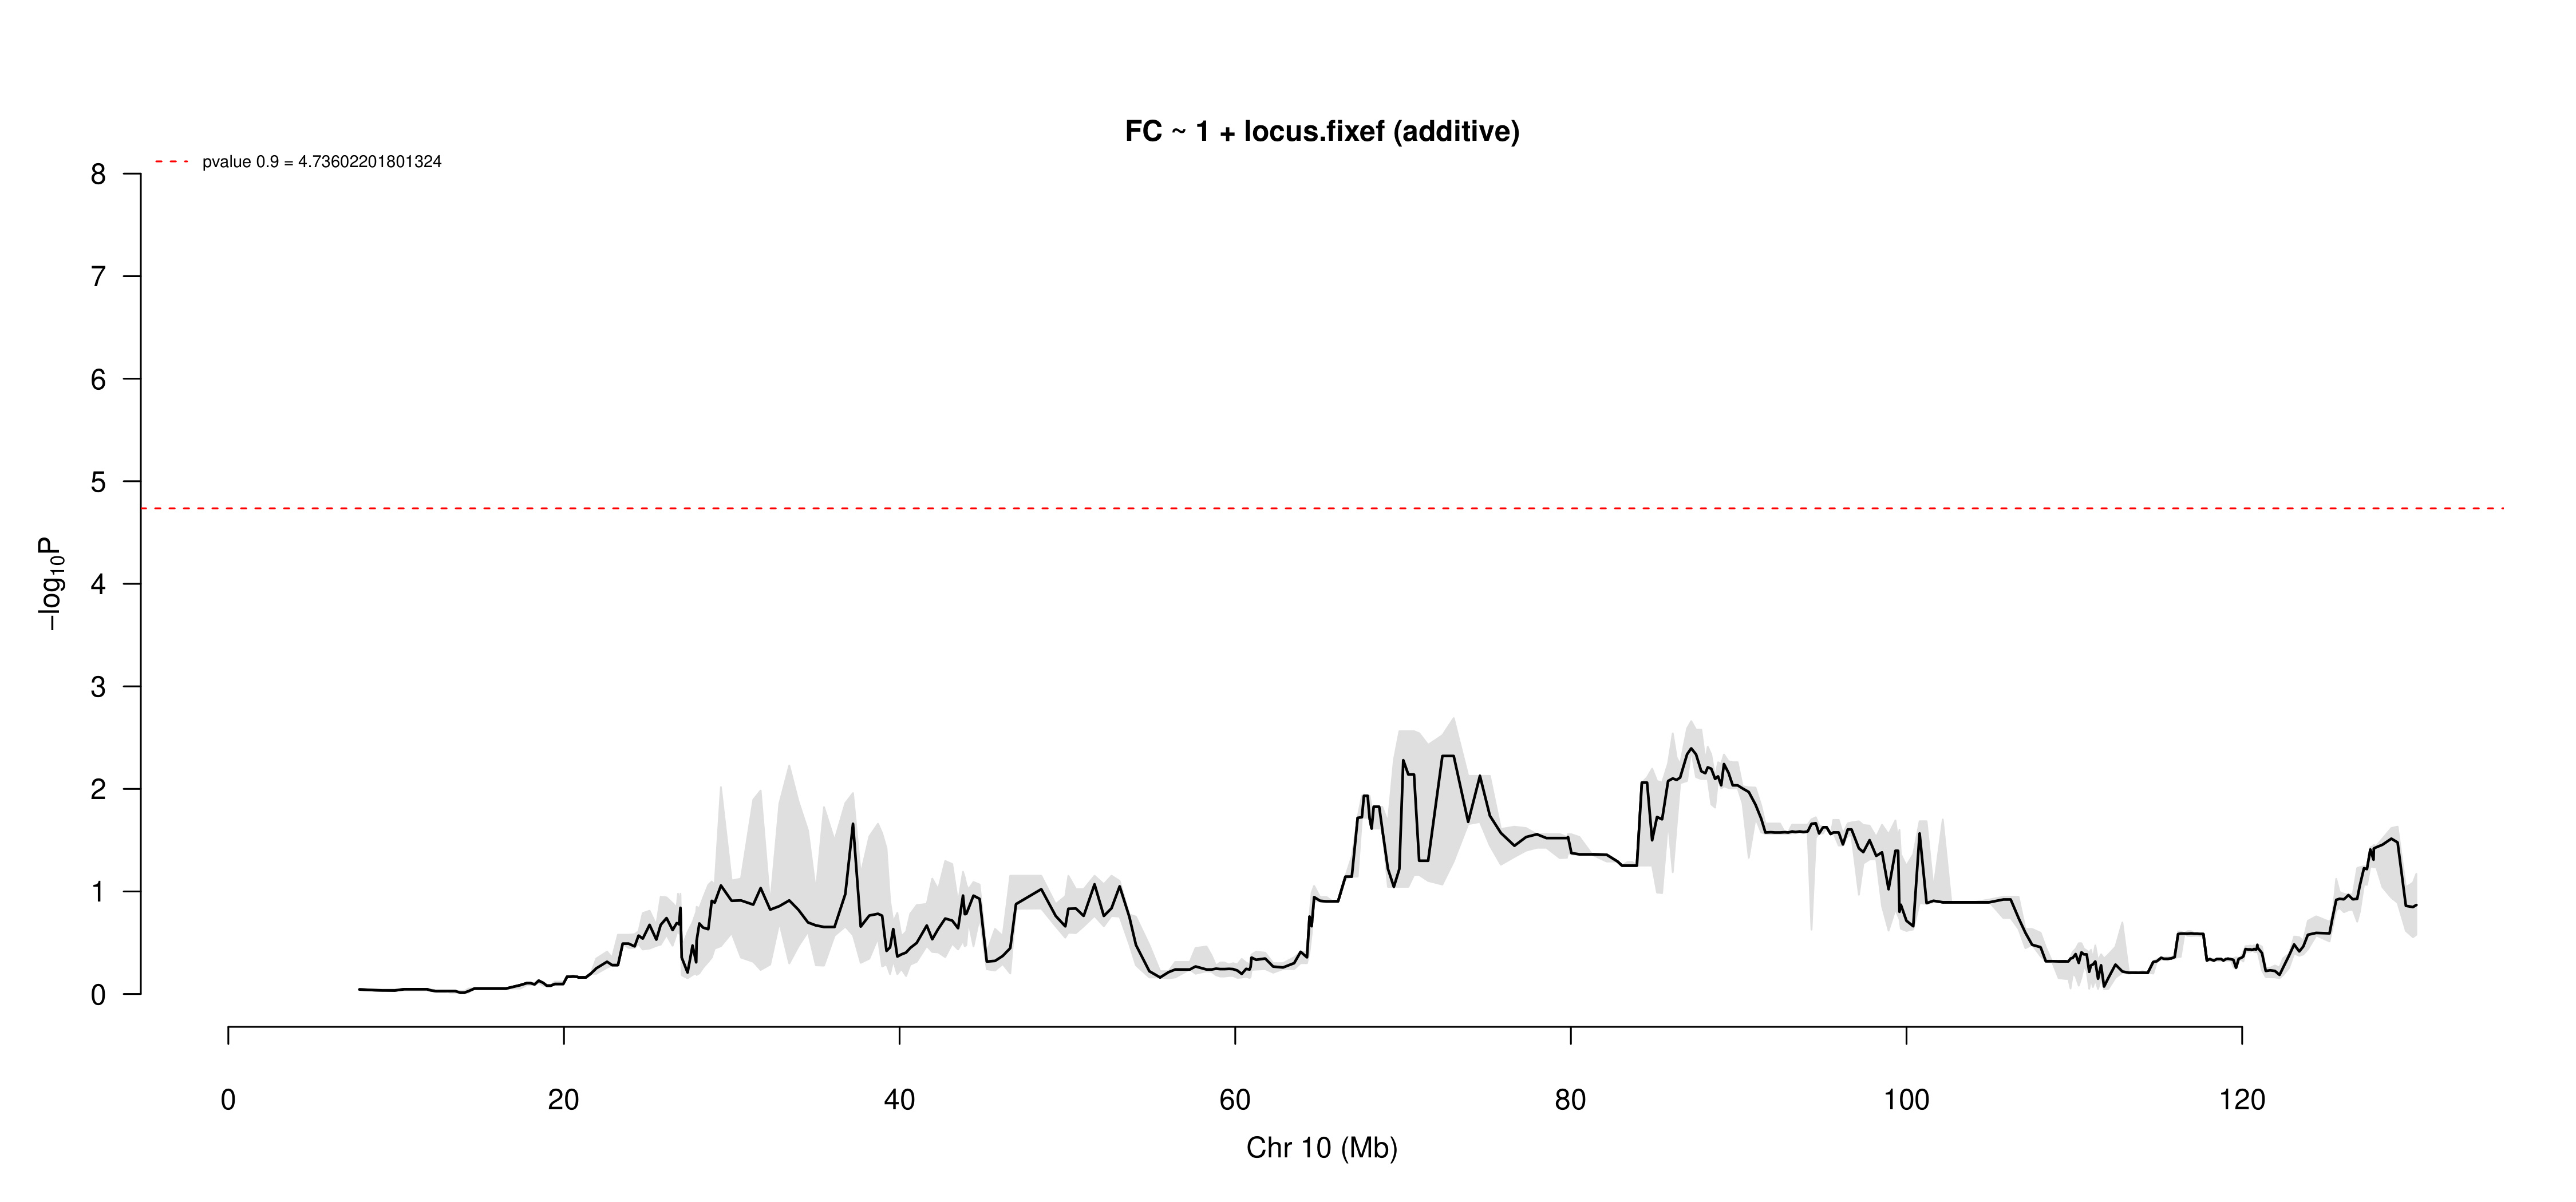 FC ~ 1 + locus.fixef (additive)
pvalue 0.9 = 4.73602201801324
8
7
6
5
4
3
2
1
0
−log₁₀P
0 20 40 60 80 100 120
Chr 10 (Mb)